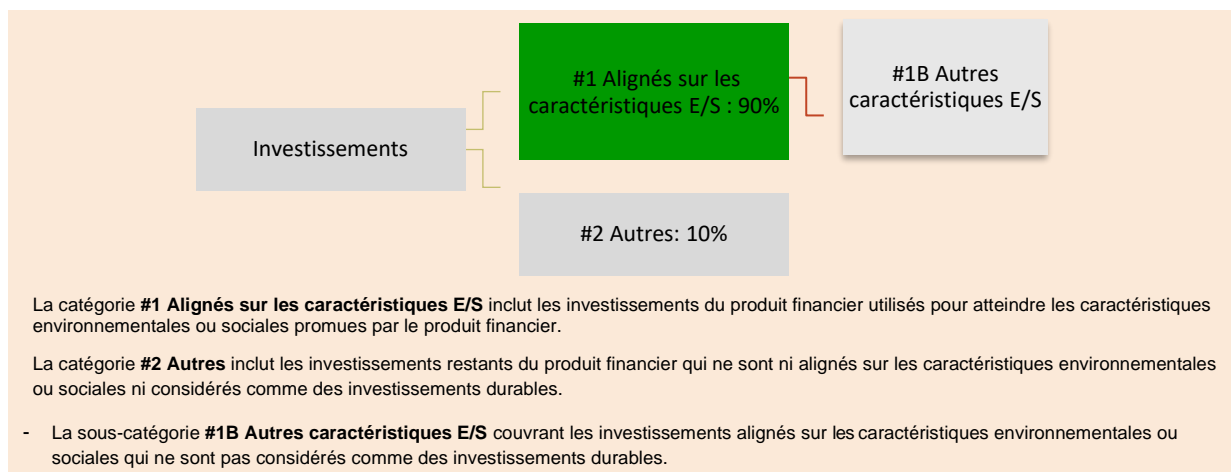 #1 Alignés sur les
caractéristiques E/S : 90%
#1B Autres
caractéristiques E/S
Investissements
#2 Autres: 10%
La catégorie #1 Alignés sur les caractéristiques E/S inclut les investissements du produit financier utilisés pour atteindre les caractéristiques
environnementales ou sociales promues par le produit financier.
La catégorie #2 Autres inclut les investissements restants du produit financier qui ne sont ni alignés sur les caractéristiques environnementales
ou sociales ni considérés comme des investissements durables.
- La sous-catégorie #1B Autres caractéristiques E/S couvrant les investissements alignés sur les caractéristiques environnementales ou
sociales qui ne sont pas considérés comme des investissements durables.